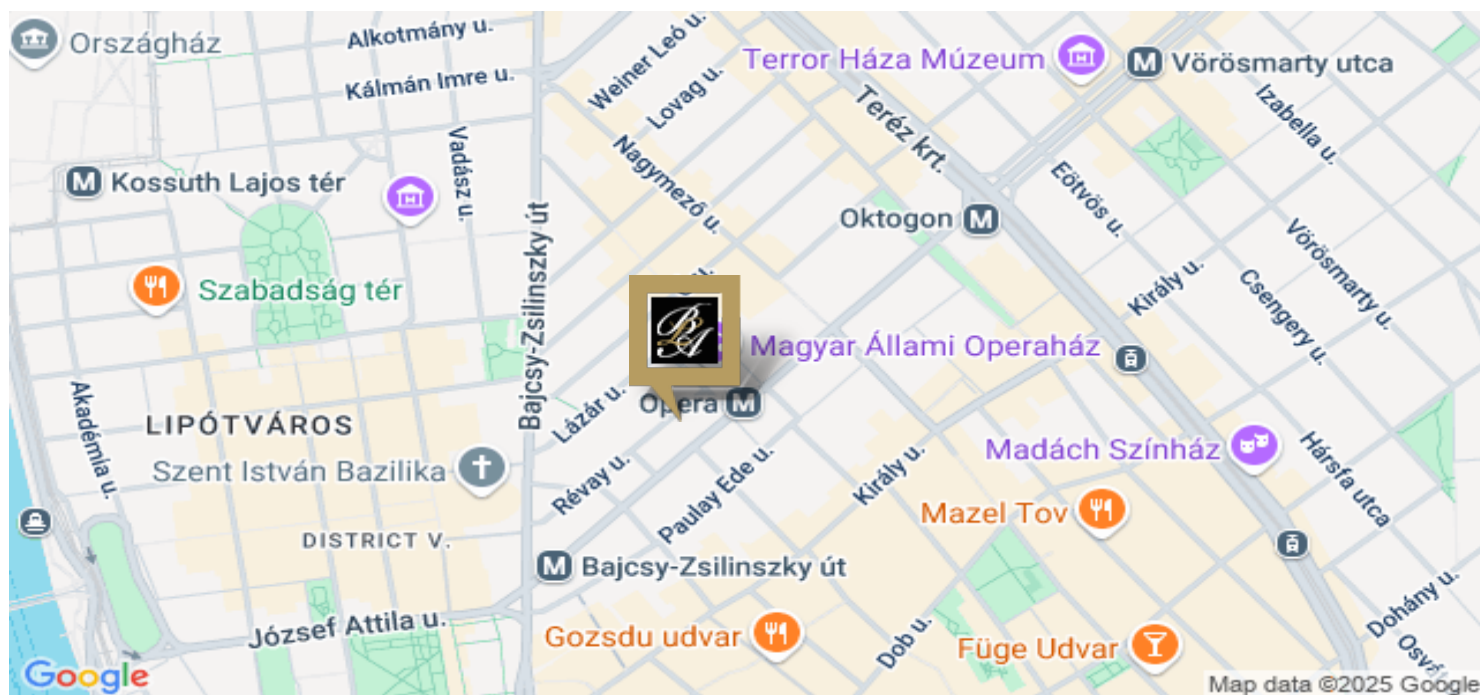 Országház
Alkotmány u.
Kálmán Imre u.
Weiner Leó u.
Lovag u.
Terror Háza Múzeum
M Vörösmarty utca
Izabella u.
Teréz krt.
Vadász u.
Nagymező u.
M Kossuth Lajos tér
Eötvös u.
Oktogon M
Bajcsy-Zsilinszky út
Vörösmarty u.
Király u.
Csengery u.
Szabadság tér
u.
BLA
Magyar Állami Operaház
Akadémia u.
LIPÓTVÁROS
Lázár u.
Opera M
Szent István Bazilika
Révay u.
Paulay Ede u.
Király u.
Madách Színház
Hársfa utca
Mazel Tov
DISTRICT V.
M Bajcsy-Zsilinszky út
József Attila u.
Gozsdu udvar
Dob u.
Füge Udvar
Dohány u.
Osvá
Google
Map data ©2025 Google